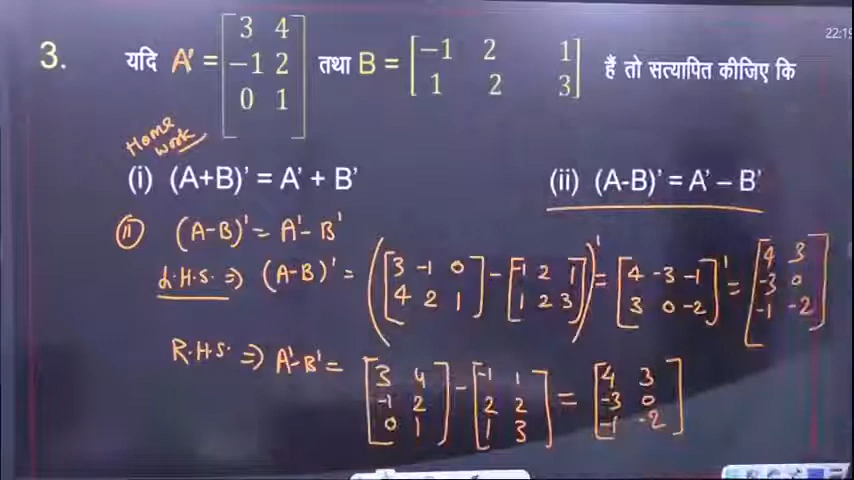 22:19
3. यदि A' = [3 4; -1 2; 0 1] तथा B = [-1 2 1; 1 2 3] हैं तो सत्यापित कीजिए कि
Home work
(i) (A+B)' = A' + B' (ii) (A-B)' = A' – B'
(ii) (A-B)' = A' - B'
L.H.S. ⇒ (A-B)' = ([3 -1 0; 4 2 1] - [-1 2 1; 1 2 3])' = [4 -3 -1; 3 0 -2]' = [4 3; -3 0; -1 -2]
R.H.S. ⇒ A'-B' = [3 4; -1 2; 0 1] - [-1 1; 2 2; 1 3] = [4 3; -3 0; -1 -2]